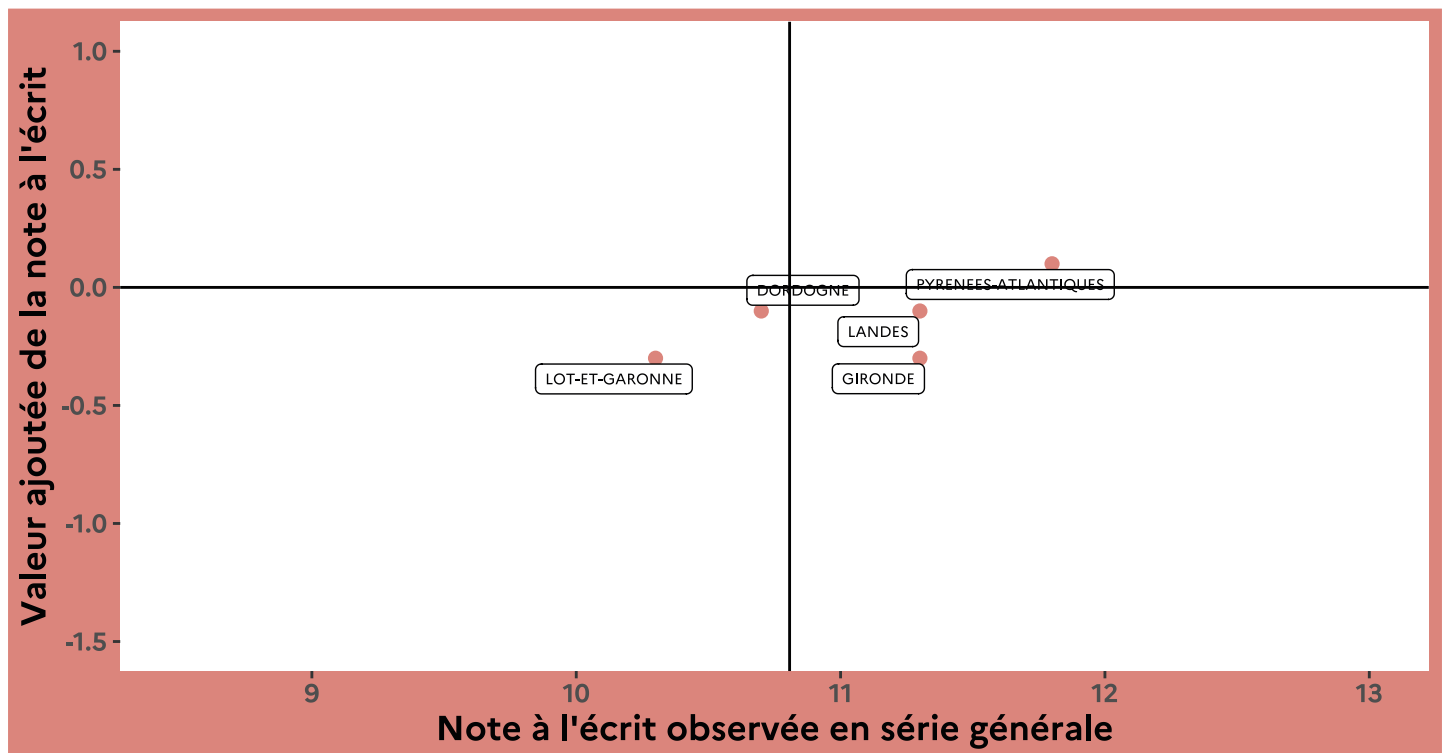 Valeur ajoutée de la note à l'écrit
1.0
0.5
0.0
-0.5
-1.0
-1.5
DORDOGNE
PYRENEES-ATLANTIQUES
LANDES
LOT-ET-GARONNE
GIRONDE
9
10
11
12
13
Note à l'écrit observée en série générale